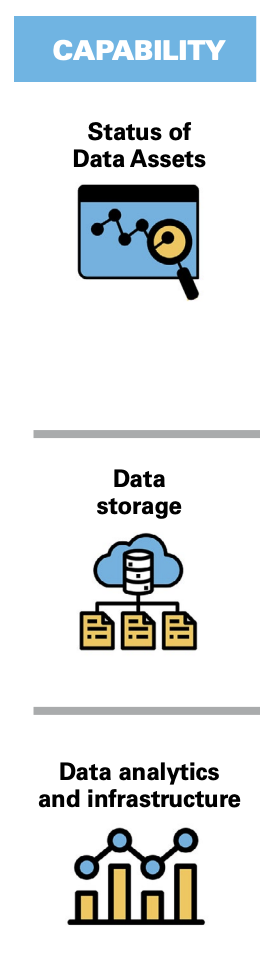 CAPABILITY
Status of
Data Assets
Data
storage
Data analytics
and infrastructure